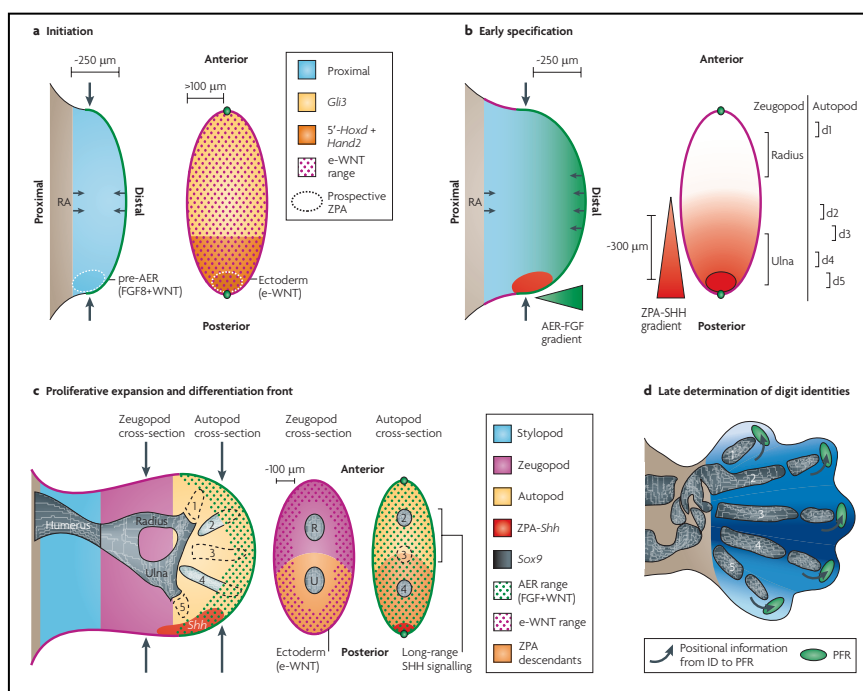 a Initiation
-250 µm
Anterior
>100 µm
Proximal
RA
Distal
pre-AER
(FGF8+WNT)
Ectoderm
(e-WNT)
Posterior
Proximal
Gli3
5′-Hoxd +
Hand2
e-WNT
range
Prospective
ZPA
b Early specification
-250 µm
Anterior
Zeugopod
Autopod
Proximal
RA
Distal
-300 µm
Radius
Ulna
d1
d2
d3
d4
d5
AER-FGF
gradient
ZPA-SHH
gradient
Posterior
c Proliferative expansion and differentiation front
Zeugopod
cross-section
Autopod
cross-section
Zeugopod
cross-section
Autopod
cross-section
-100 µm
Anterior
Humerus
Radius
Ulna
1
2
3
4
5
Shh
R
U
2
3
4
Ectoderm
(e-WNT)
Posterior
Long-range
SHH signalling
Stylopod
Zeugopod
Autopod
ZPA-Shh
Sox9
AER range
(FGF+WNT)
e-WNT range
ZPA
descendants
d Late determination of digit identities
1
2
3
4
5
Positional information
from ID to PFR
PFR